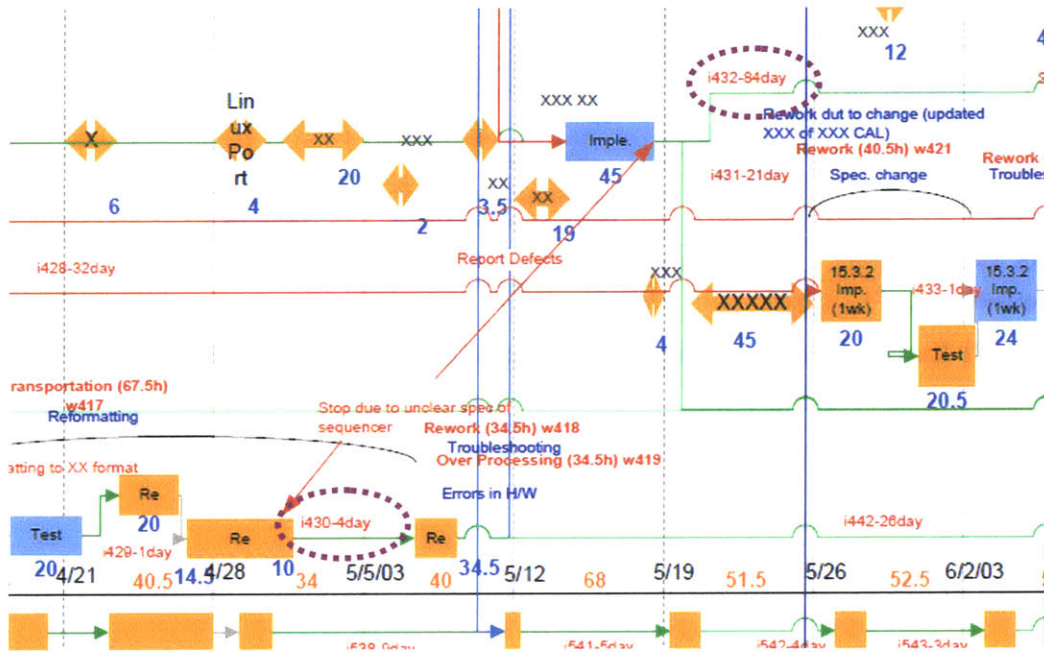 XXX
12
i432-84day
XXX XX
Lin
ux
Po
rt
X
XX
XXX
Imple.
Rework dut to change (updated
XXX of XXX CAL)
Rework (40.5h) w421
Rework
20
45
i431-21day
Spec. change
Troubles
XX
XX
6
4
2
3.5
19
Report Defects
i428-32day
XXX
XXXXX
15.3.2
Imp.
(1wk)
i433-1day
15.3.2
Imp.
(1wk)
4
45
20
24
Test
20.5
ransportation (67.5h)
w417
Reformatting
Stop due to unclear spec of
sequencer
Rework (34.5h) w418
Troubleshooting
Over Processing (34.5h) w419
atting to XX format
Errors in H/W
Re
20
Test
Re
i430-4day
Re
i442-26day
i429-1day
20
14.5
10
34.5
4/21
4/28
5/5/03
5/12
5/19
5/26
6/2/03
40.5
34
40
68
51.5
52.5
i538-9day
i541-5day
i542-4day
i543-3day